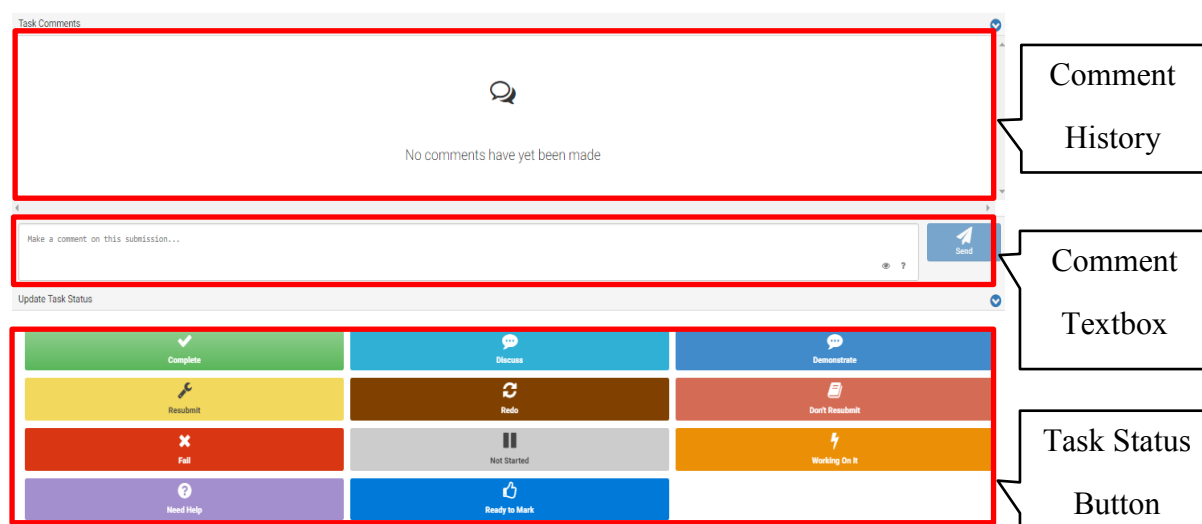 Task Comments
No comments have yet been made
Comment
History
Make a comment on this submission...
?
Send
Comment
Textbox
Update Task Status
Complete
Discuss
Demonstrate
Resubmit
Redo
Don't Resubmit
Fail
Not Started
Working On It
Need Help
Ready to Mark
Task Status
Button